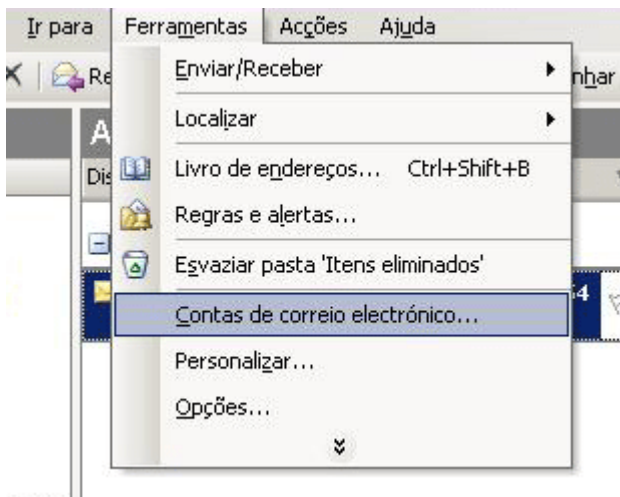 Ir para Ferramentas Acções Ajuda
Enviar/Receber
Localizar
Livro de endereços... Ctrl+Shift+B
Regras e alertas...
Esvaziar pasta 'Itens eliminados'
Contas de correio electrónico...
Personalizar...
Opções...